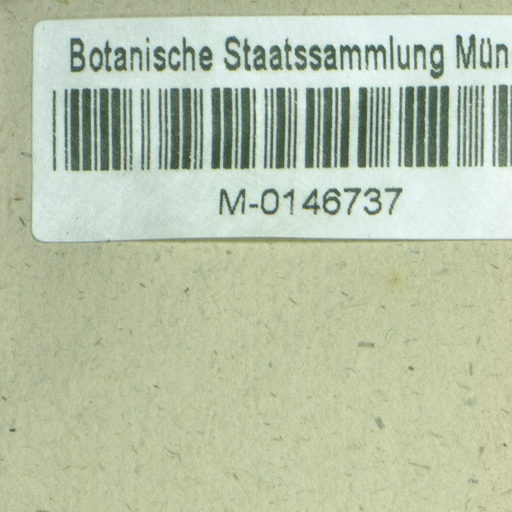 Botanische Staatssammlung Mün
M-0146737